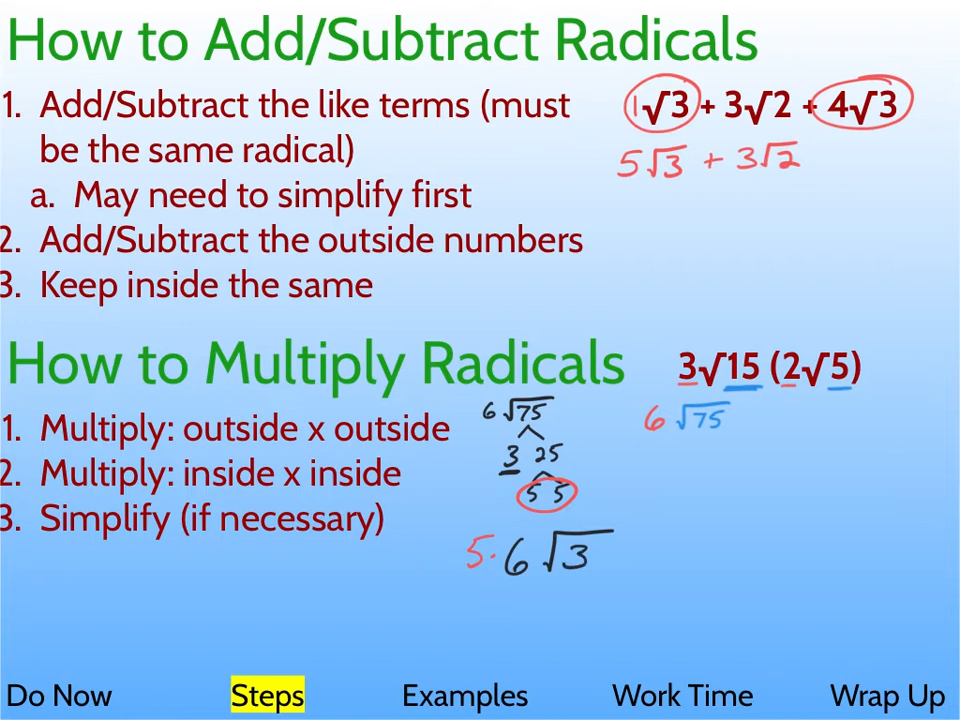 How to Add/Subtract Radicals
1. Add/Subtract the like terms (must
be the same radical)
a. May need to simplify first
2. Add/Subtract the outside numbers
3. Keep inside the same
1√3 + 3√2 + 4√3
5√3 + 3√2
How to Multiply Radicals
3√15 (2√5)
1. Multiply: outside x outside
2. Multiply: inside x inside
3. Simplify (if necessary)
6√75
6√75
3 25
5 5
5·6√3
Do Now Steps Examples Work Time Wrap Up